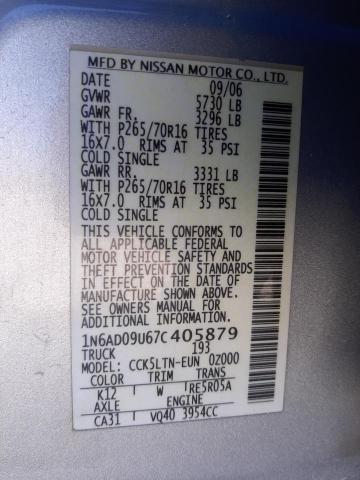 MFD BY NISSAN MOTOR CO., LTD.
DATE 09/06
GVWR 5730 LB
GAWR FR. 3296 LB
WITH P265/70R16 TIRES
16X7.0 RIMS AT 35 PSI
COLD SINGLE
GAWR RR. 3331 LB
WITH P265/70R16 TIRES
16X7.0 RIMS AT 35 PSI
COLD SINGLE
THIS VEHICLE CONFORMS TO
ALL APPLICABLE FEDERAL
MOTOR VEHICLE SAFETY AND
THEFT PREVENTION STANDARDS
IN EFFECT ON THE DATE OF
MANUFACTURE SHOWN ABOVE.
SEE OWNERS MANUAL FOR
ADDITIONAL INFORMATION.
1N6AD09U67C405879
TRUCK 193
MODEL: CCK5LTN-EUN 0Z000
COLOR TRIM TRANS
K12 W RE5R05A
AXLE ENGINE
CA31 VQ40 3954CC